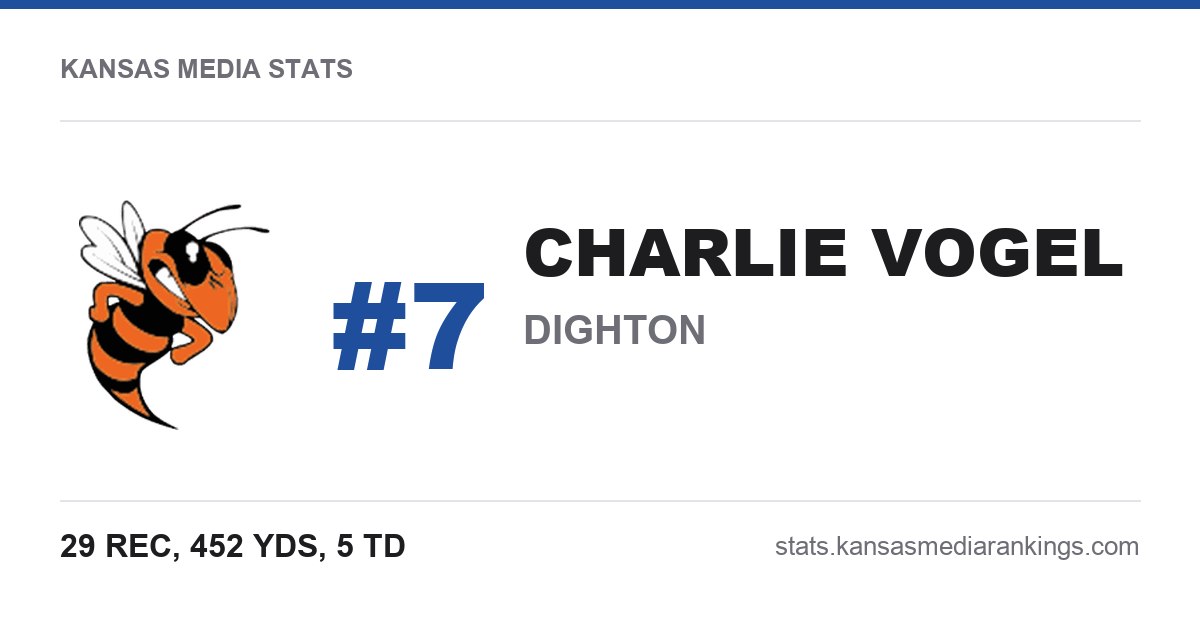 KANSAS MEDIA STATS
#7
CHARLIE VOGEL
DIGHTON
29 REC, 452 YDS, 5 TD
stats.kansasmediarankings.com